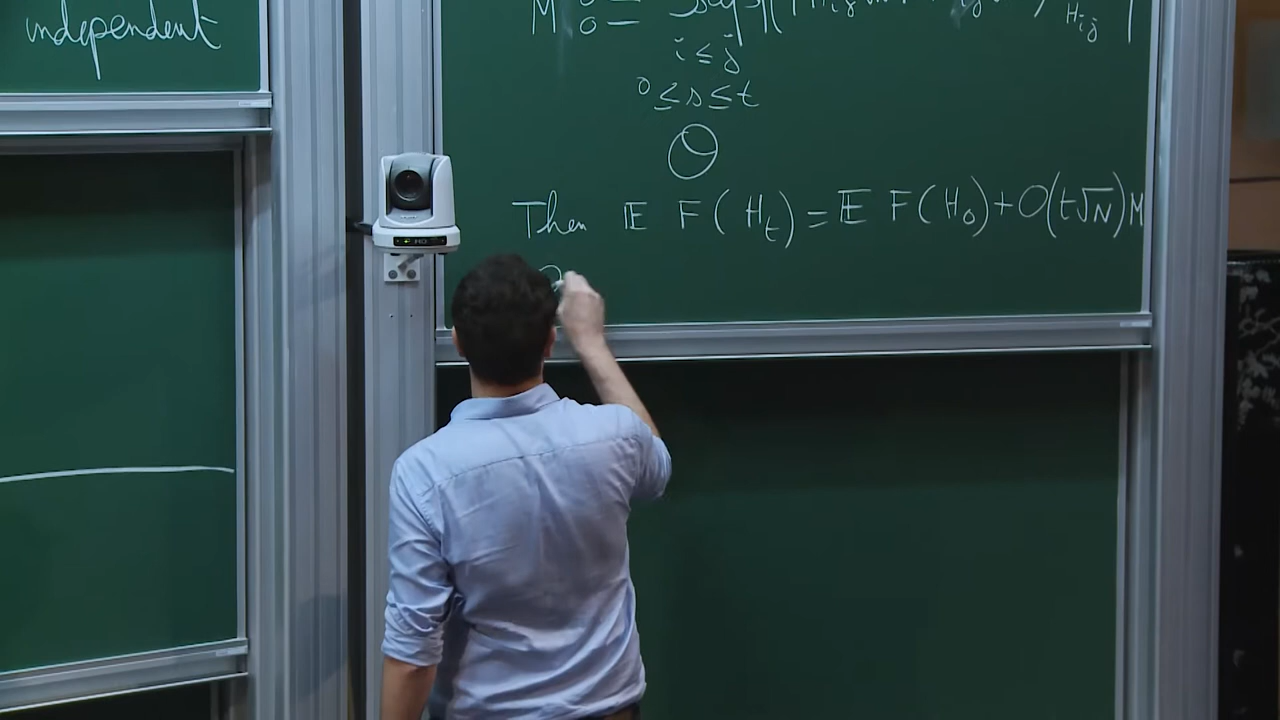 independent
M :=
i ≤ j
0 ≤ s ≤ t
θ
Then 𝔼 F(H_t) = 𝔼 F(H_0) + O(t√N) M